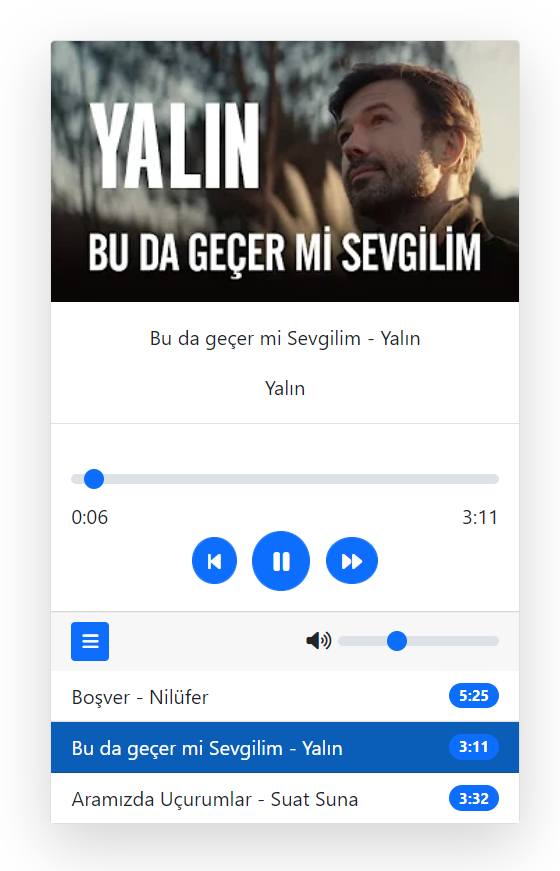 YALIN
BU DA GEÇER Mİ SEVGİLİM
Bu da geçer mi Sevgilim - Yalın
Yalın
0:06 3:11
Boşver - Nilüfer 5:25
Bu da geçer mi Sevgilim - Yalın 3:11
Aramızda Uçurumlar - Suat Suna 3:32